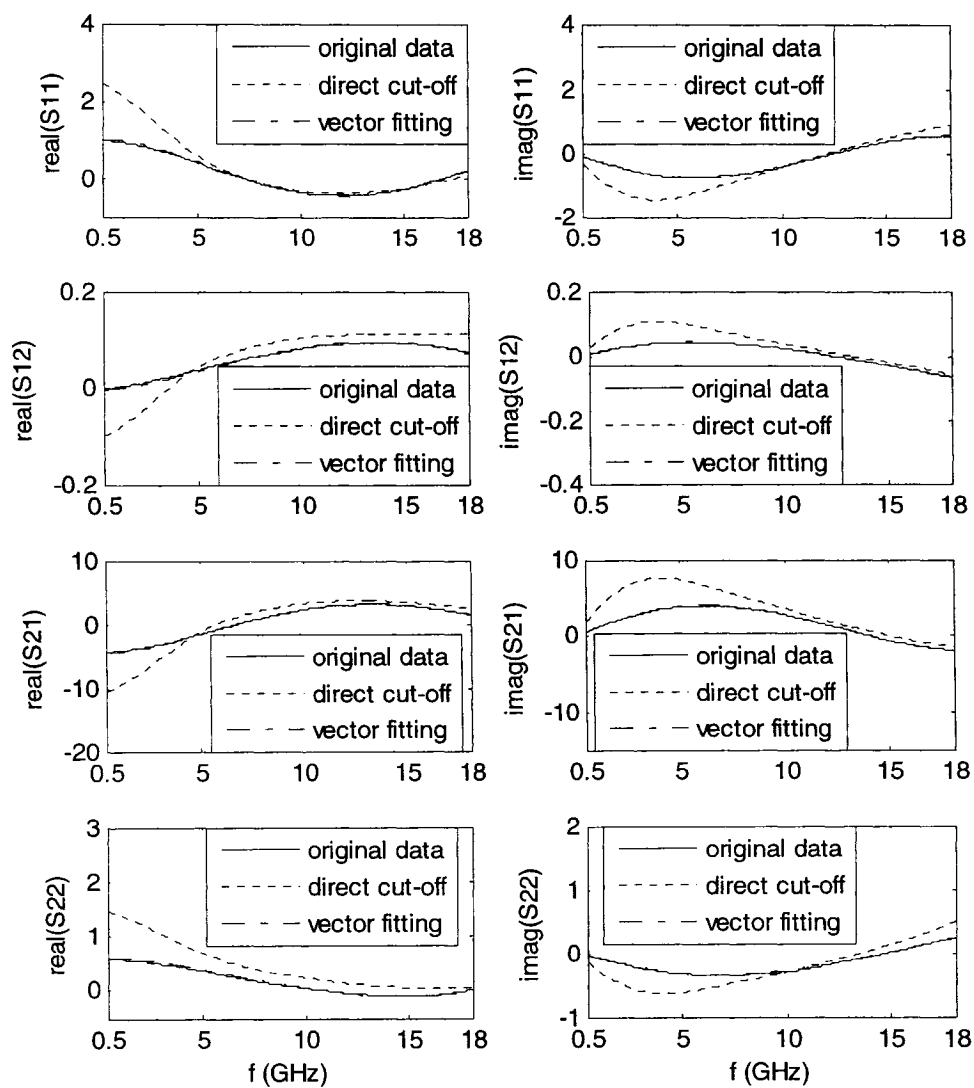 4
2
0
real(S11)
original data
direct cut-off
vector fitting
0.5 5 10 15 18
4
2
0
-2
imag(S11)
original data
direct cut-off
vector fitting
0.5 5 10 15 18
0.2
0
-0.2
real(S12)
original data
direct cut-off
vector fitting
0.5 5 10 15 18
0.2
0
-0.2
-0.4
imag(S12)
original data
direct cut-off
vector fitting
0.5 5 10 15 18
10
0
-10
-20
real(S21)
original data
direct cut-off
vector fitting
0.5 5 10 15 18
10
0
-10
imag(S21)
original data
direct cut-off
vector fitting
0.5 5 10 15 18
3
2
1
0
real(S22)
original data
direct cut-off
vector fitting
0.5 5 10 15 18
f (GHz)
2
1
0
-1
imag(S22)
original data
direct cut-off
vector fitting
0.5 5 10 15 18
f (GHz)